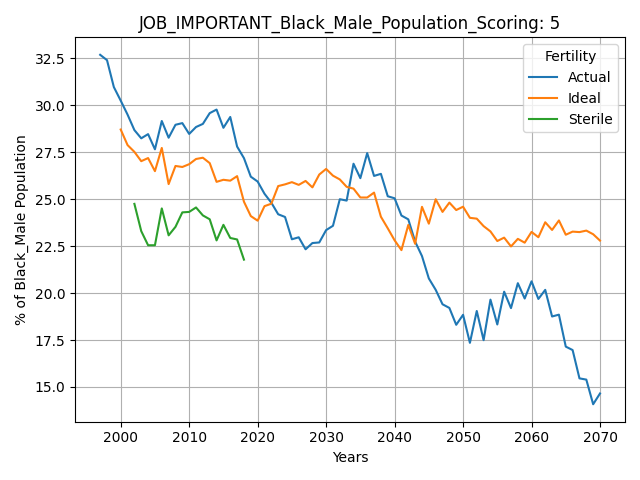 JOB_IMPORTANT_Black_Male_Population_Scoring: 5
Fertility
Actual
Ideal
Sterile
% of Black_Male Population
32.5
30.0
27.5
25.0
22.5
20.0
17.5
15.0
2000 2010 2020 2030 2040 2050 2060 2070
Years